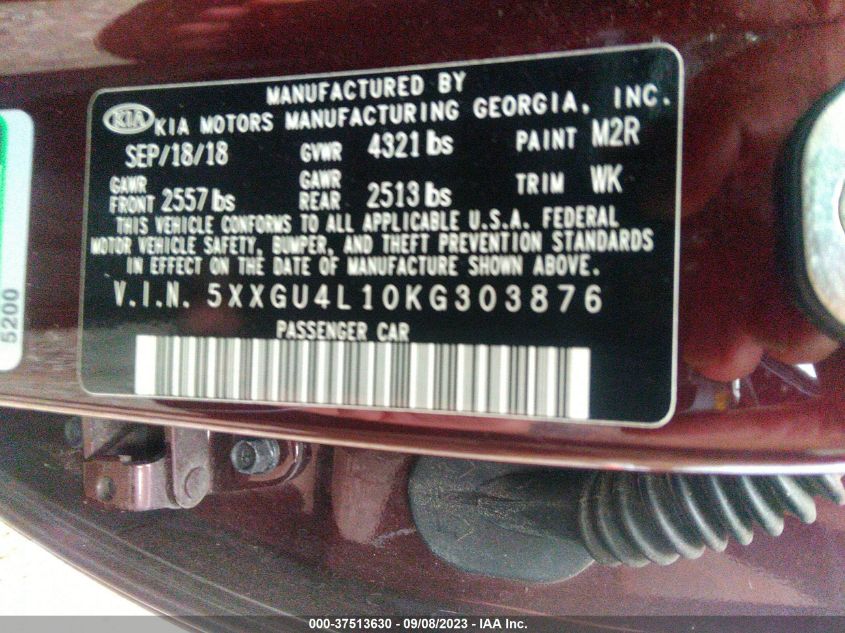 MANUFACTURED BY
KIA KIA MOTORS MANUFACTURING GEORGIA, INC.
SEP/18/18 GVWR 4321 lbs PAINT M2R
GAWR FRONT 2557 lbs GAWR REAR 2513 lbs TRIM WK
THIS VEHICLE CONFORMS TO ALL APPLICABLE U.S.A. FEDERAL
MOTOR VEHICLE SAFETY, BUMPER, AND THEFT PREVENTION STANDARDS
IN EFFECT ON THE DATE OF MANUFACTURE SHOWN ABOVE.
V.I.N. 5XXGU4L10KG303876
PASSENGER CAR
5200
000-37513630 - 09/08/2023 - IAA Inc.